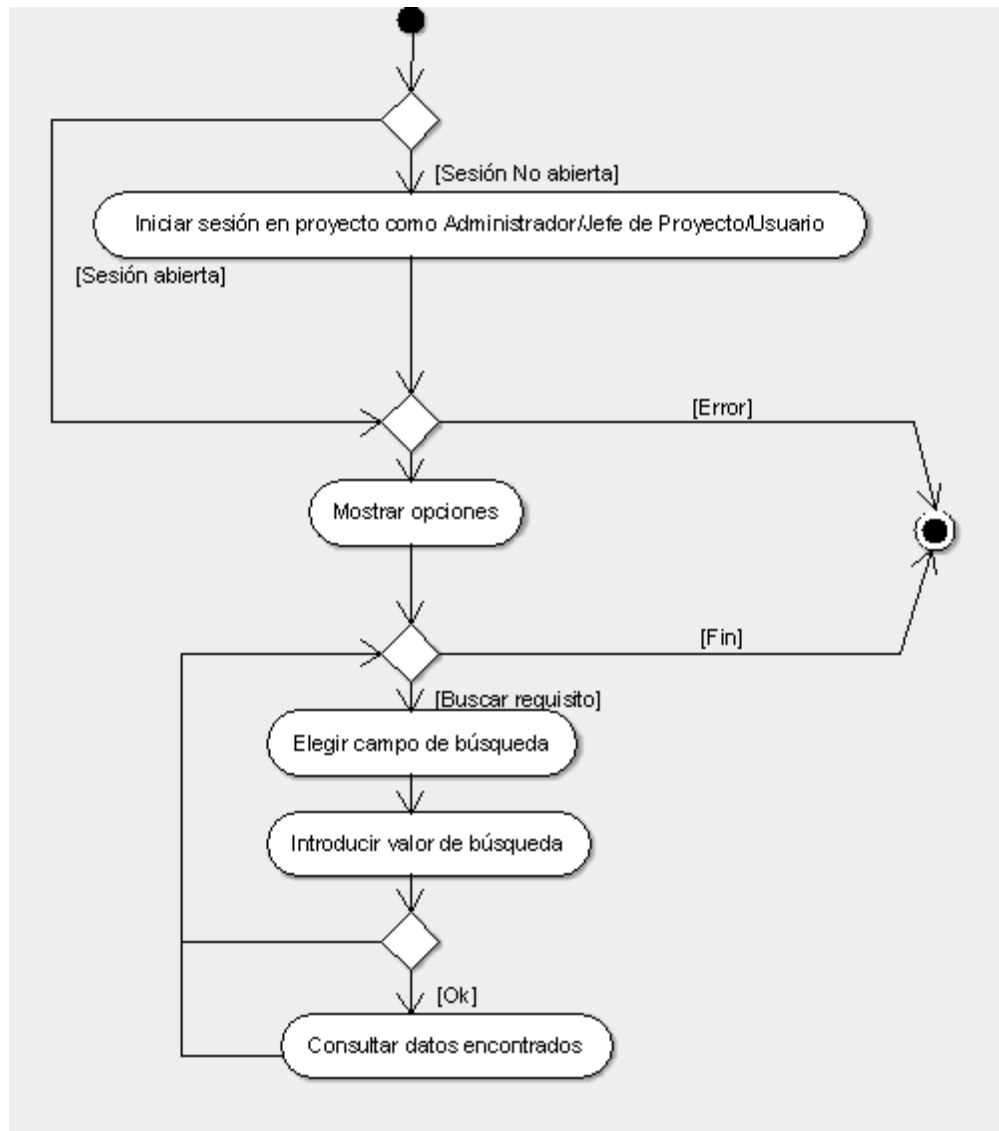 [Sesión No abierta]
Iniciar sesión en proyecto como Administrador/Jefe de Proyecto/Usuario
[Sesión abierta]
[Error]
Mostrar opciones
[Fin]
[Buscar requisito]
Elegir campo de búsqueda
Introducir valor de búsqueda
[Ok]
Consultar datos encontrados